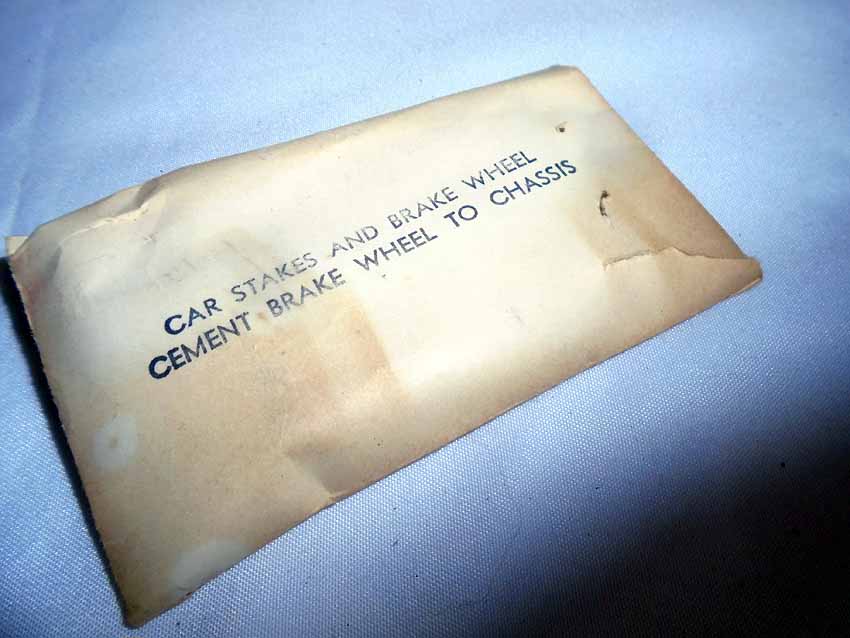 CAR STAKES AND BRAKE WHEEL
CEMENT BRAKE WHEEL TO CHASSIS